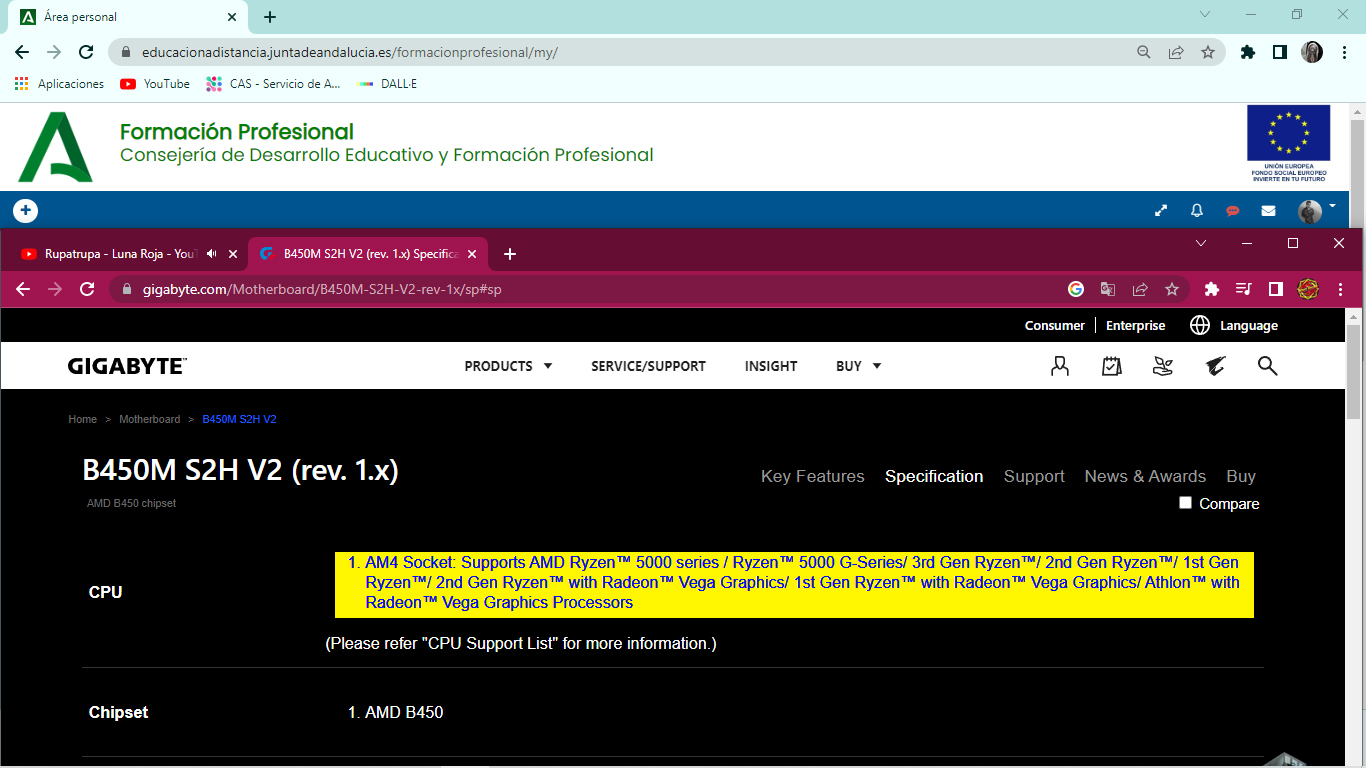 Área personal
educacionadistancia.juntadeandalucia.es/formacionprofesional/my/
Aplicaciones YouTube CAS - Servicio de A... DALL·E
Formación Profesional
Consejería de Desarrollo Educativo y Formación Profesional
UNIÓN EUROPEA
FONDO SOCIAL EUROPEO
INVIERTE EN TU FUTURO
Rupatrupa - Luna Roja - You B450M S2H V2 (rev. 1.x) Specifica
gigabyte.com/Motherboard/B450M-S2H-V2-rev-1x/sp#sp
Consumer Enterprise Language
GIGABYTE™ PRODUCTS SERVICE/SUPPORT INSIGHT BUY
Home > Motherboard > B450M S2H V2
B450M S2H V2 (rev. 1.x)
AMD B450 chipset
Key Features Specification Support News & Awards Buy
Compare
CPU
1. AM4 Socket: Supports AMD Ryzen™ 5000 series / Ryzen™ 5000 G-Series/ 3rd Gen Ryzen™/ 2nd Gen Ryzen™/ 1st Gen
Ryzen™/ 2nd Gen Ryzen™ with Radeon™ Vega Graphics/ 1st Gen Ryzen™ with Radeon™ Vega Graphics/ Athlon™ with
Radeon™ Vega Graphics Processors
(Please refer "CPU Support List" for more information.)
Chipset 1. AMD B450